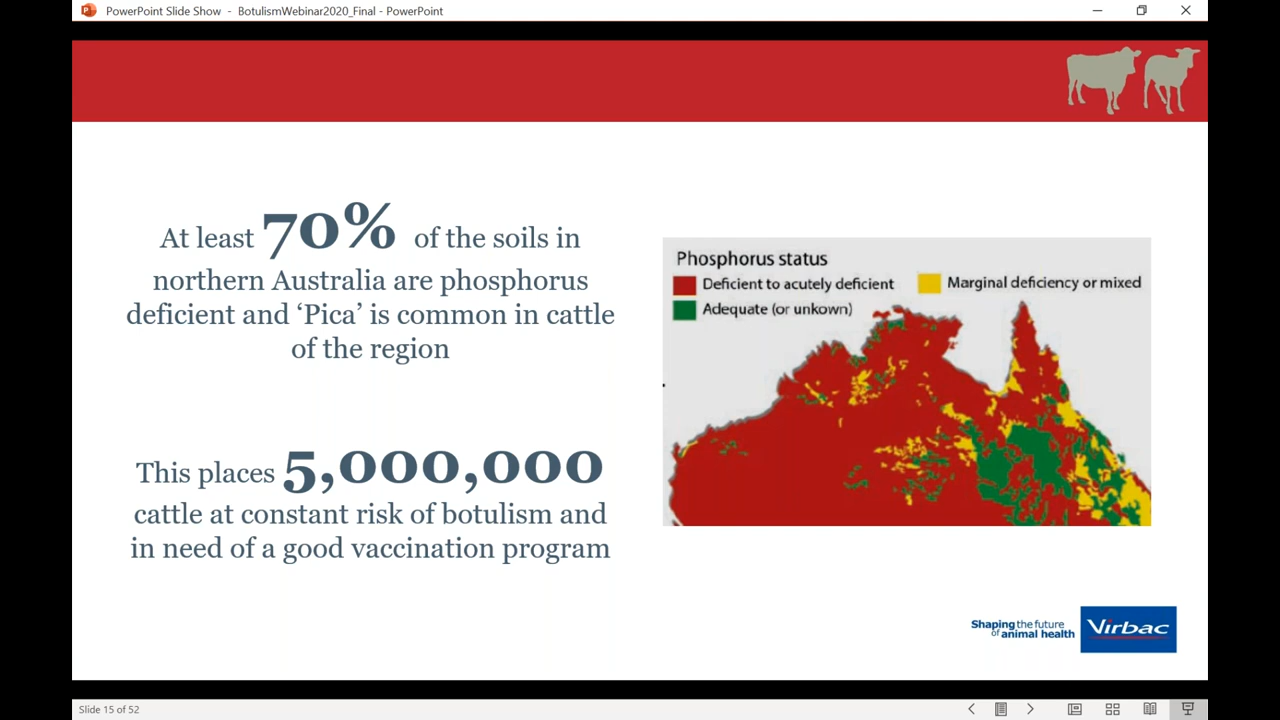 PowerPoint Slide Show - BotulismWebinar2020_Final - PowerPoint
At least 70% of the soils in
northern Australia are phosphorus
deficient and ‘Pica’ is common in cattle
of the region
This places 5,000,000
cattle at constant risk of botulism and
in need of a good vaccination program
Phosphorus status
Deficient to acutely deficient
Marginal deficiency or mixed
Adequate (or unkown)
Shaping the future
of animal health
Virbac
Slide 15 of 52